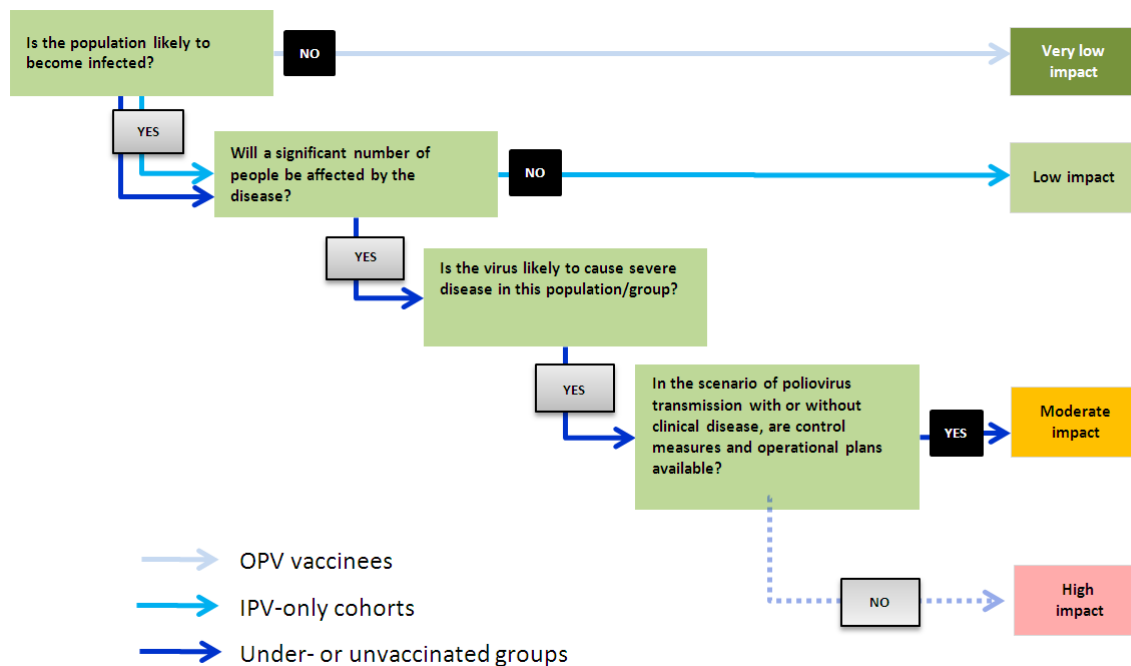 Is the population likely to
become infected?
NO
Very low
impact
YES
Will a significant number of
people be affected by the
disease?
NO
Low impact
YES
Is the virus likely to cause severe
disease in this population/group?
YES
In the scenario of poliovirus
transmission with or without
clinical disease, are control
measures and operational plans
available?
YES
Moderate
impact
NO
High
impact
OPV vaccinees
IPV-only cohorts
Under- or unvaccinated groups